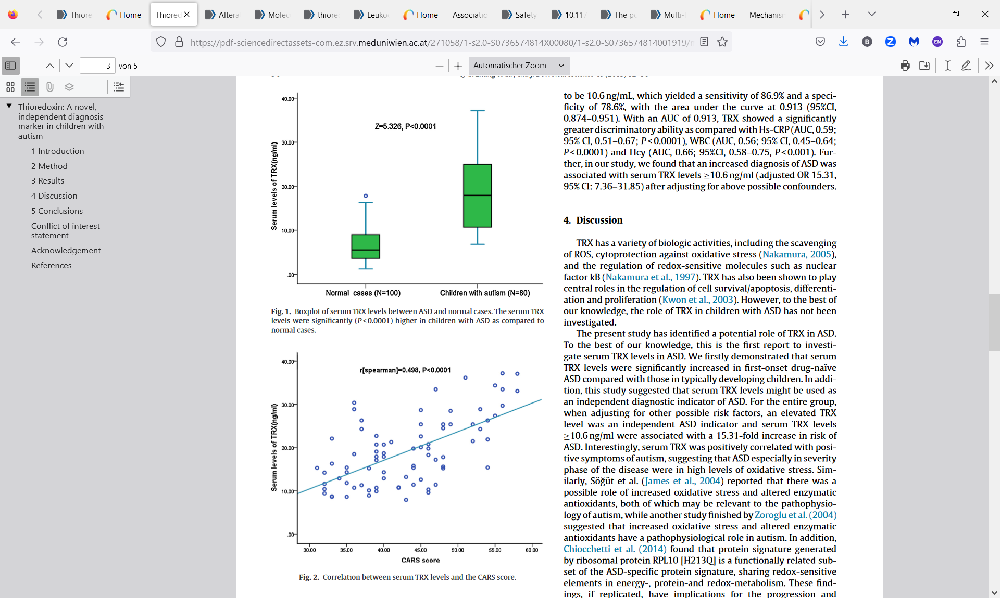 Thiore
Home
Thiored
Altera
Molec
thiore
Leuko
Home
Associatio
Safety
10.117
The po
Multi-
Home
Mechanism
https://pdf-sciencedirectassets-com.ez.srv.meduniwien.ac.at/271058/1-s2.0-S0736574814X00080/1-s2.0-S0736574814001919/
B
Z
EN
3 von 5
Automatischer Zoom
Thioredoxin: A novel,
independent diagnosis
marker in children with
autism
1 Introduction
2 Method
3 Results
4 Discussion
5 Conclusions
Conflict of interest
statement
Acknowledgement
References
40.00
30.00
20.00
10.00
.00
Serum levels of TRX(ng/ml)
Z=5.326, P<0.0001
Normal cases (N=100)
Children with autism (N=80)
Fig. 1. Boxplot of serum TRX levels between ASD and normal cases. The serum TRX
levels were significantly (P < 0.0001) higher in children with ASD as compared to
normal cases.
40.00
30.00
20.00
10.00
.00
Serum levels of TRX(ng/ml)
r[spearman]=0.498, P<0.0001
30.00 35.00 40.00 45.00 50.00 55.00 60.00
CARS score
Fig. 2. Correlation between serum TRX levels and the CARS score.
to be 10.6 ng/mL, which yielded a sensitivity of 86.9% and a speci-
ficity of 78.6%, with the area under the curve at 0.913 (95%CI,
0.874–0.951). With an AUC of 0.913, TRX showed a significantly
greater discriminatory ability as compared with Hs-CRP (AUC, 0.59;
95% CI, 0.51–0.67; P < 0.0001), WBC (AUC, 0.56; 95% CI, 0.45–0.64;
P < 0.0001) and Hcy (AUC, 0.66; 95%CI, 0.58–0.75, P < 0.001). Fur-
ther, in our study, we found that an increased diagnosis of ASD was
associated with serum TRX levels ≥10.6 ng/ml (adjusted OR 15.31,
95% CI: 7.36–31.85) after adjusting for above possible confounders.
4. Discussion
TRX has a variety of biologic activities, including the scavenging
of ROS, cytoprotection against oxidative stress (Nakamura, 2005),
and the regulation of redox-sensitive molecules such as nuclear
factor kB (Nakamura et al., 1997). TRX has also been shown to play
central roles in the regulation of cell survival/apoptosis, differenti-
ation and proliferation (Kwon et al., 2003). However, to the best of
our knowledge, the role of TRX in children with ASD has not been
investigated.
The present study has identified a potential role of TRX in ASD.
To the best of our knowledge, this is the first report to investi-
gate serum TRX levels in ASD. We firstly demonstrated that serum
TRX levels were significantly increased in first-onset drug-naïve
ASD compared with those in typically developing children. In addi-
tion, this study suggested that serum TRX levels might be used as
an independent diagnostic indicator of ASD. For the entire group,
when adjusting for other possible risk factors, an elevated TRX
level was an independent ASD indicator and serum TRX levels
≥10.6 ng/ml were associated with a 15.31-fold increase in risk of
ASD. Interestingly, serum TRX was positively correlated with posi-
tive symptoms of autism, suggesting that ASD especially in severity
phase of the disease were in high levels of oxidative stress. Sim-
ilarly, Söğüt et al. (James et al., 2004) reported that there was a
possible role of increased oxidative stress and altered enzymatic
antioxidants, both of which may be relevant to the pathophysio-
logy of autism, while another study finished by Zoroglu et al. (2004)
suggested that increased oxidative stress and altered enzymatic
antioxidants have a pathophysiological role in autism. In addition,
Chiocchetti et al. (2014) found that protein signature generated
by ribosomal protein RPL10 [H213Q] is a functionally related sub-
set of the ASD-specific protein signature, sharing redox-sensitive
elements in energy-, protein-and redox-metabolism. These find-
ings, if replicated, have implications for the progression and